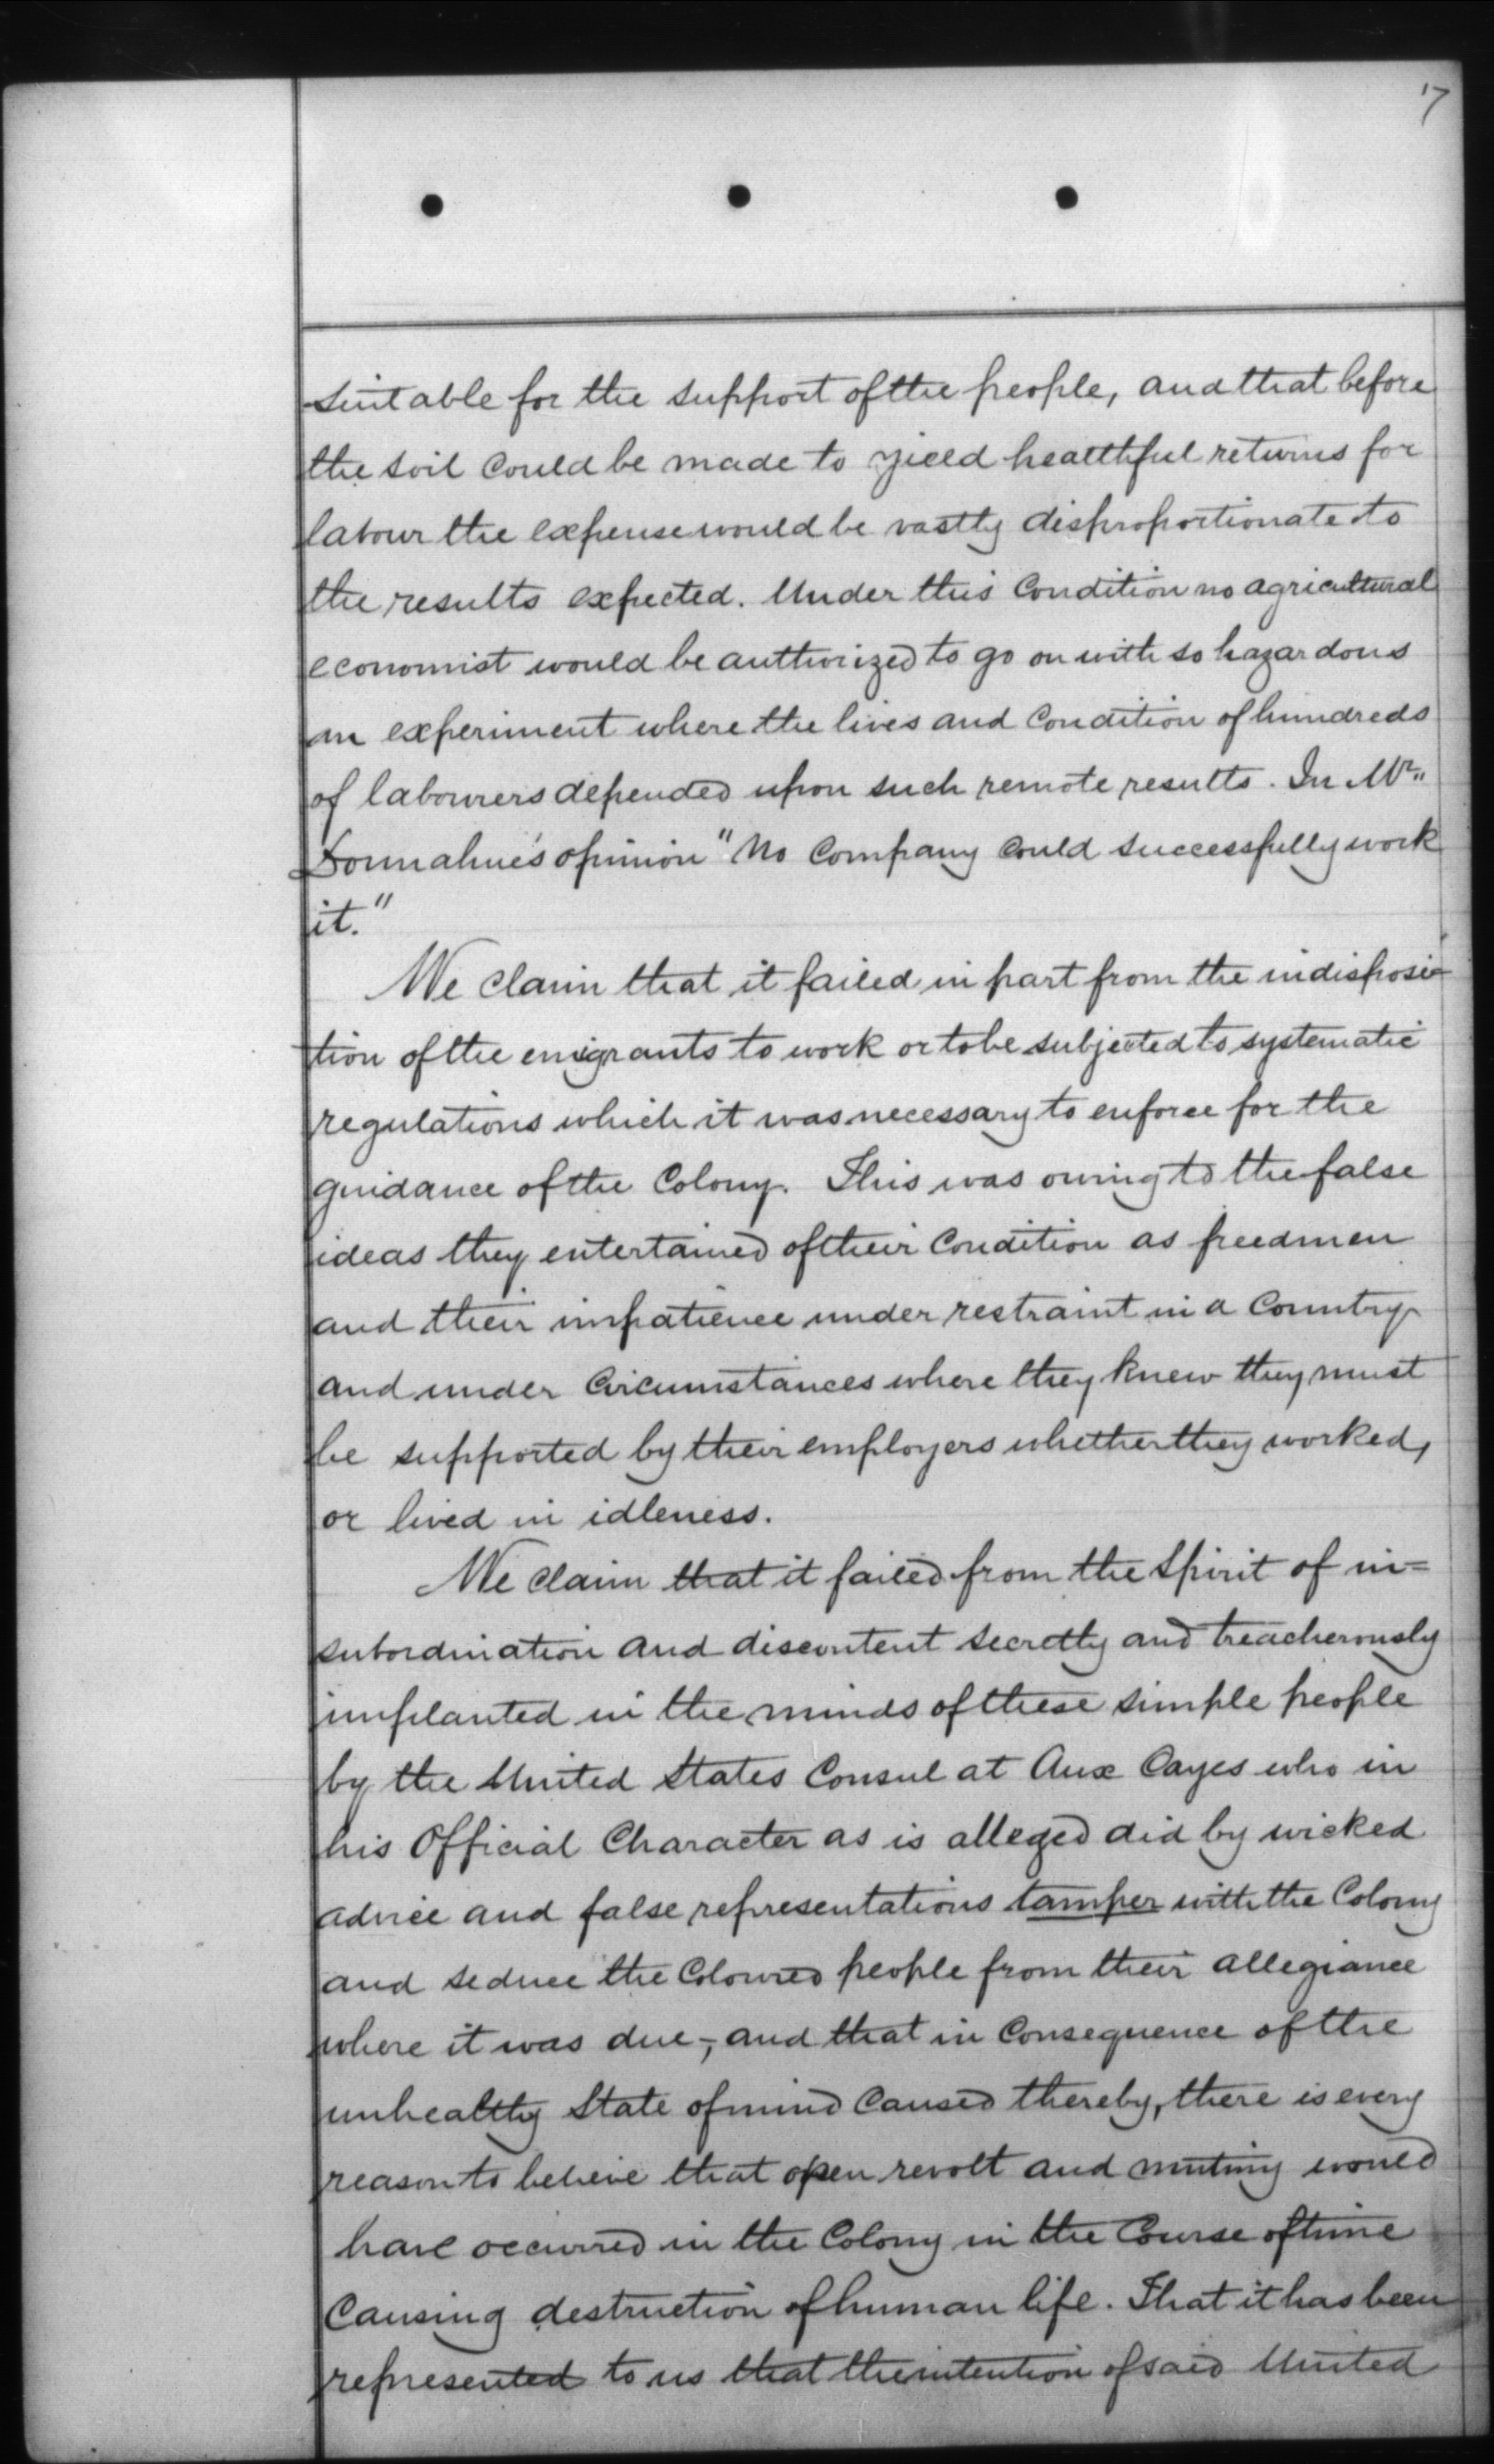 17
suitable for the support of the people, and that before
the soil could be made to yield healthful returns for
labour the expense would be vastly disproportionate to
the results expected. Under this Condition no agricultural
economist would be authorized to go on with so hazardous
an experiment where the lives and Condition of hundreds
of labourers depended upon such remote results. In Mr"
Donnahue's opinion "No Company Could successfully work
it."
We Claim that it failed in part from the indisposi-
tion of the emigrants to work or to be subjected to systematic
regulations which it was necessary to enforce for the
guidance of the Colony. This was owing to the false
ideas they entertained of their Condition as freedmen
and their impatience under restraint in a Country
and under Circumstances where they knew they must
be supported by their employers whether they worked,
or lived in idleness.
We Claim that it failed from the Spirit of in=
subordination and discontent secretly and treacherously
implanted in the minds of these simple people
by the United States Consul at Aux Cayes who in
his Official Character as is alleged did by wicked
advice and false representations tamper with the Colony
and seduce the Coloured people from their allegiance
where it was due; and that in Consequence of the
unhealthy State of mind Caused thereby, there is every
reason to believe that open revolt and mutiny would
have occurred in the Colony in the Course of time
Causing destruction of human life. That it has been
represented to us that the intention of said United